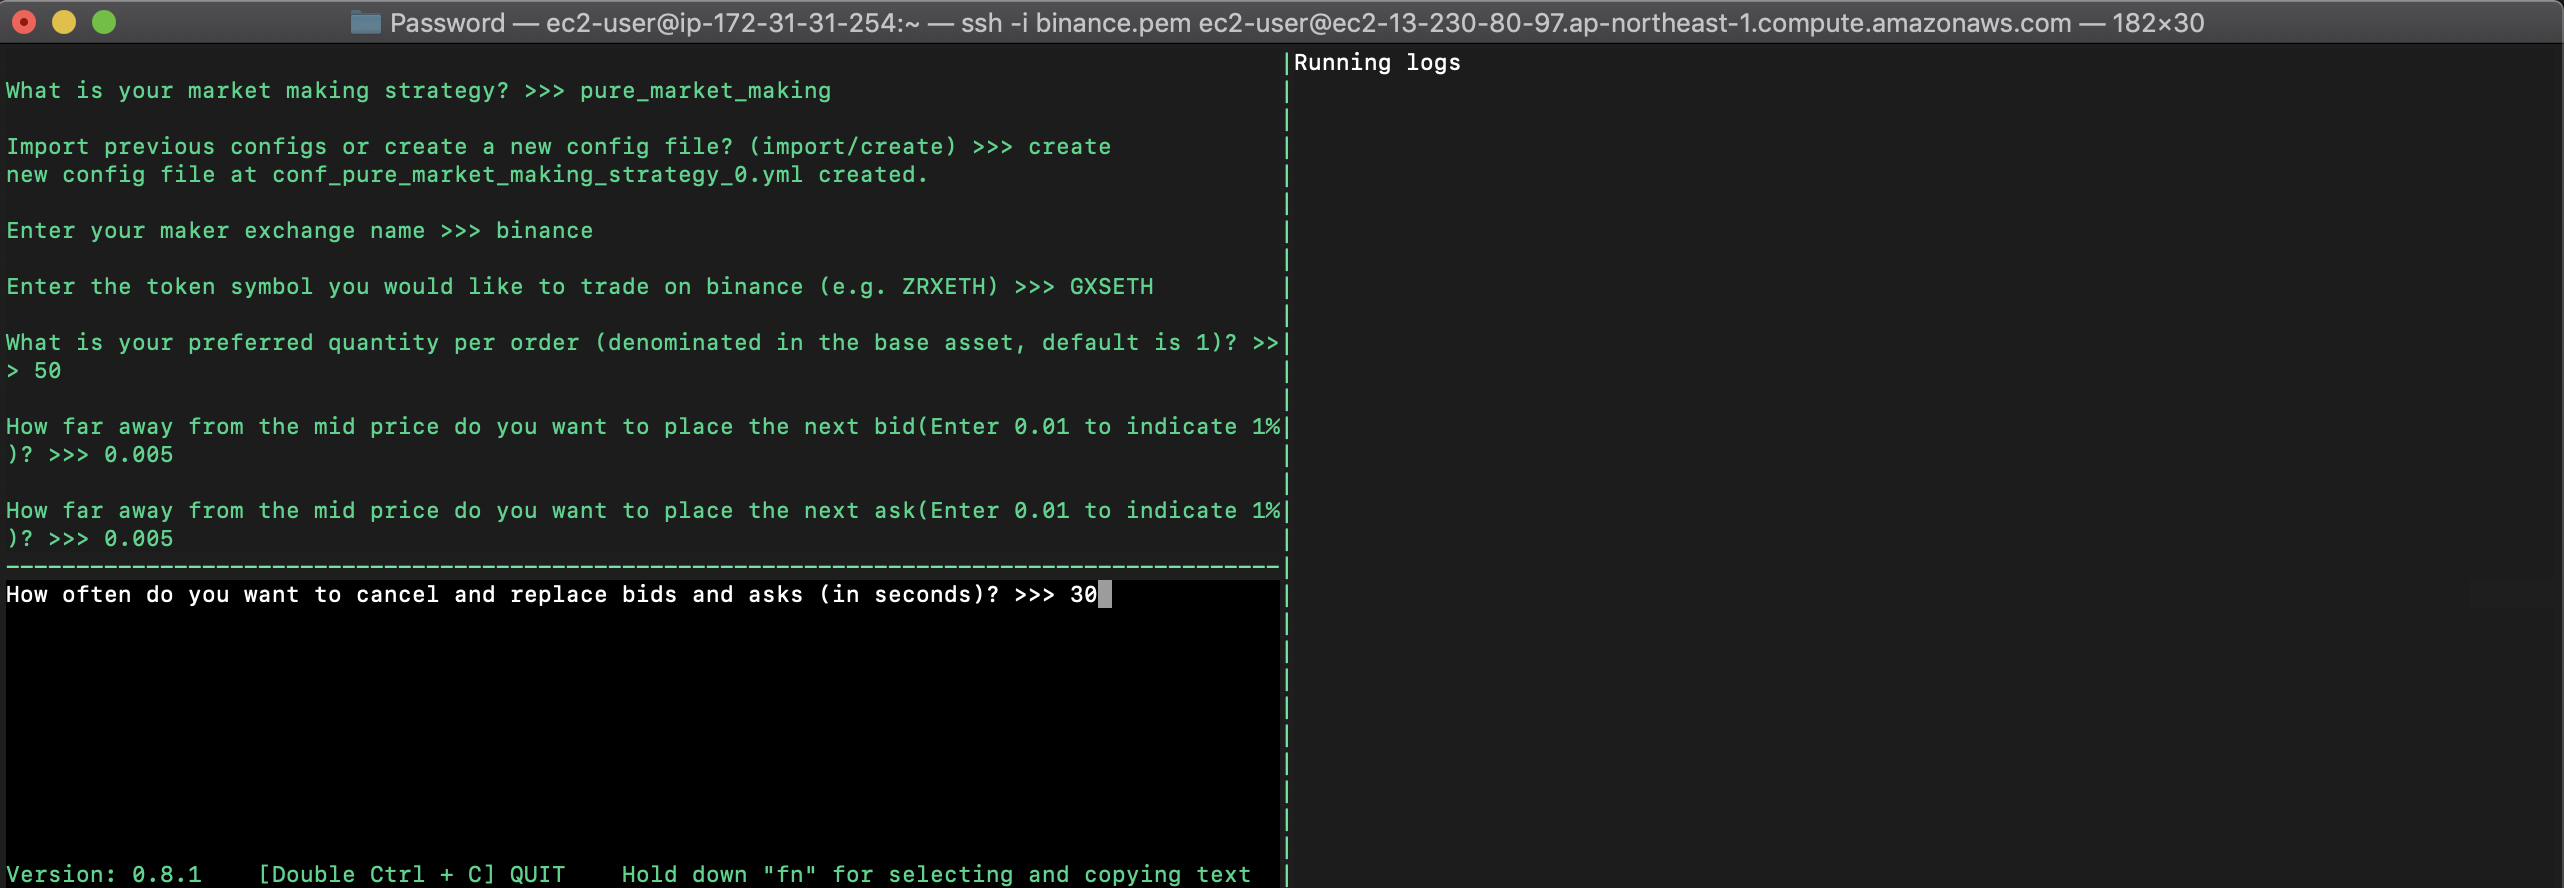 Password — ec2-user@ip-172-31-31-254:~ — ssh -i binance.pem ec2-user@ec2-13-230-80-97.ap-northeast-1.compute.amazonaws.com — 182×30
What is your market making strategy? >>> pure_market_making
Import previous configs or create a new config file? (import/create) >>> create
new config file at conf_pure_market_making_strategy_0.yml created.
Enter your maker exchange name >>> binance
Enter the token symbol you would like to trade on binance (e.g. ZRXETH) >>> GXSETH
What is your preferred quantity per order (denominated in the base asset, default is 1)? >>
> 50
How far away from the mid price do you want to place the next bid(Enter 0.01 to indicate 1%
)? >>> 0.005
How far away from the mid price do you want to place the next ask(Enter 0.01 to indicate 1%
)? >>> 0.005
How often do you want to cancel and replace bids and asks (in seconds)? >>> 30
Version: 0.8.1    [Double Ctrl + C] QUIT    Hold down "fn" for selecting and copying text
Running logs